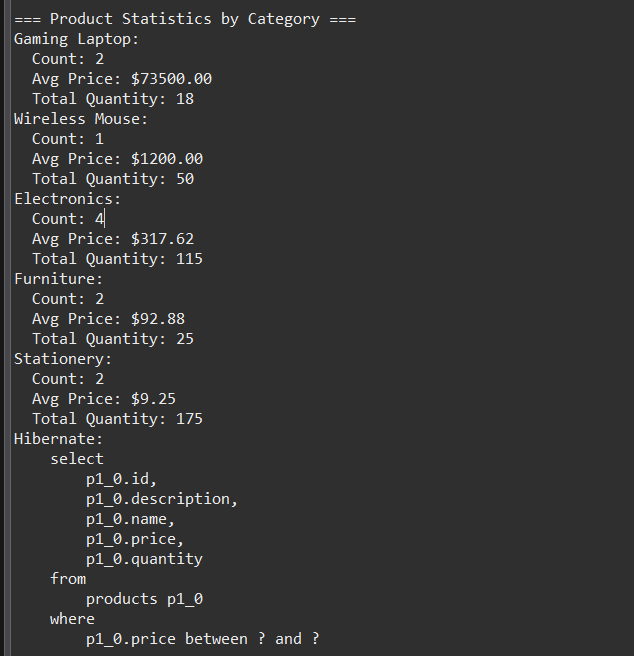 === Product Statistics by Category ===
Gaming Laptop:
  Count: 2
  Avg Price: $73500.00
  Total Quantity: 18
Wireless Mouse:
  Count: 1
  Avg Price: $1200.00
  Total Quantity: 50
Electronics:
  Count: 4
  Avg Price: $317.62
  Total Quantity: 115
Furniture:
  Count: 2
  Avg Price: $92.88
  Total Quantity: 25
Stationery:
  Count: 2
  Avg Price: $9.25
  Total Quantity: 175
Hibernate:
    select
        p1_0.id,
        p1_0.description,
        p1_0.name,
        p1_0.price,
        p1_0.quantity
    from
        products p1_0
    where
        p1_0.price between ? and ?